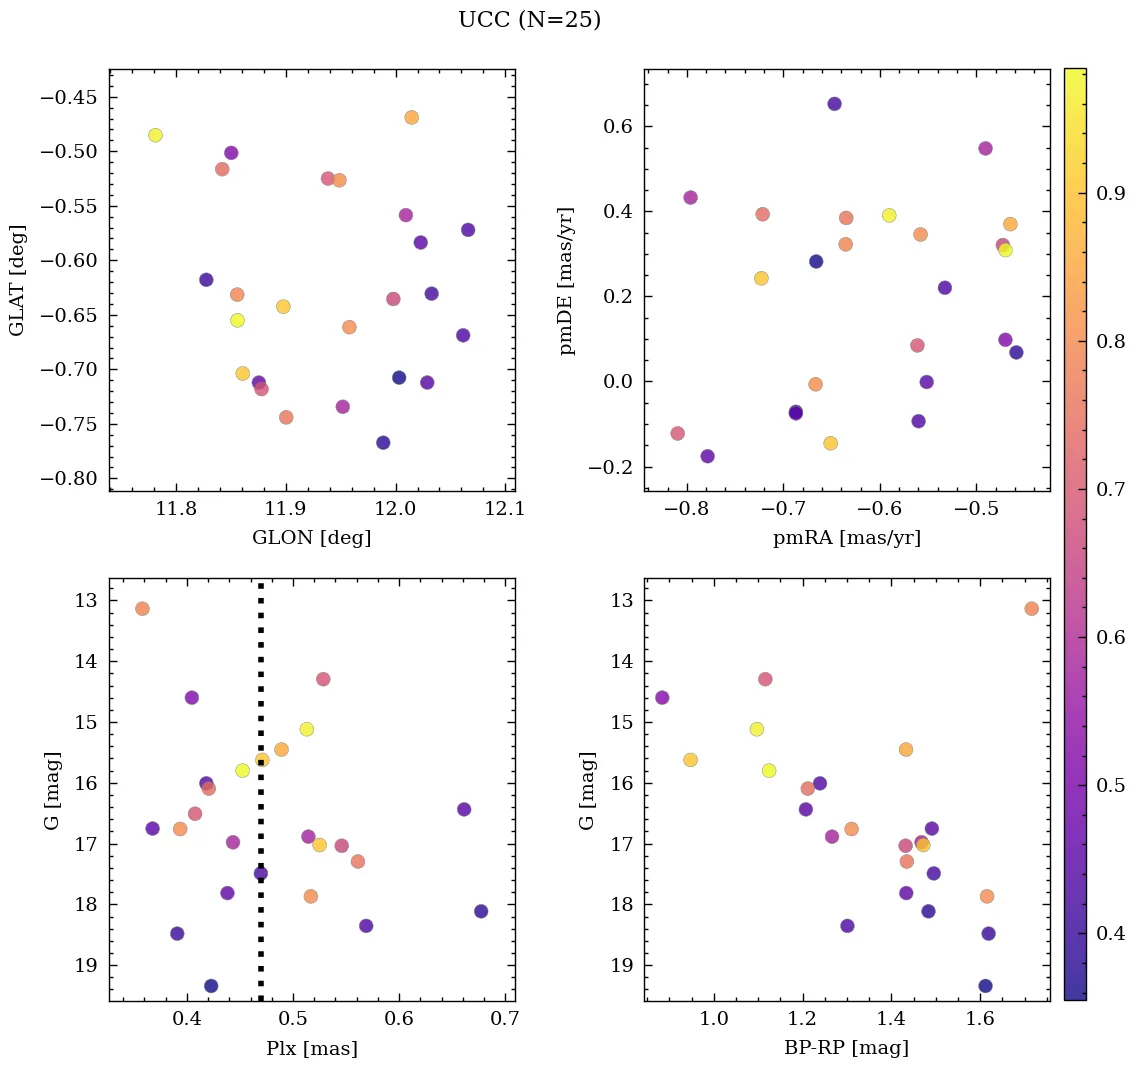 UCC (N=25)
−0.45
−0.50
−0.55
−0.60
−0.65
−0.70
−0.75
−0.80
GLAT [deg]
11.8 11.9 12.0 12.1
GLON [deg]
0.6
0.4
0.2
0.0
−0.2
pmDE [mas/yr]
−0.8 −0.7 −0.6 −0.5
pmRA [mas/yr]
13
14
15
16
17
18
19
G [mag]
0.4 0.5 0.6 0.7
Plx [mas]
13
14
15
16
17
18
19
G [mag]
1.0 1.2 1.4 1.6
BP-RP [mag]
0.9
0.8
0.7
0.6
0.5
0.4